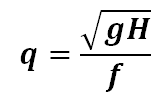 q = √gH / f